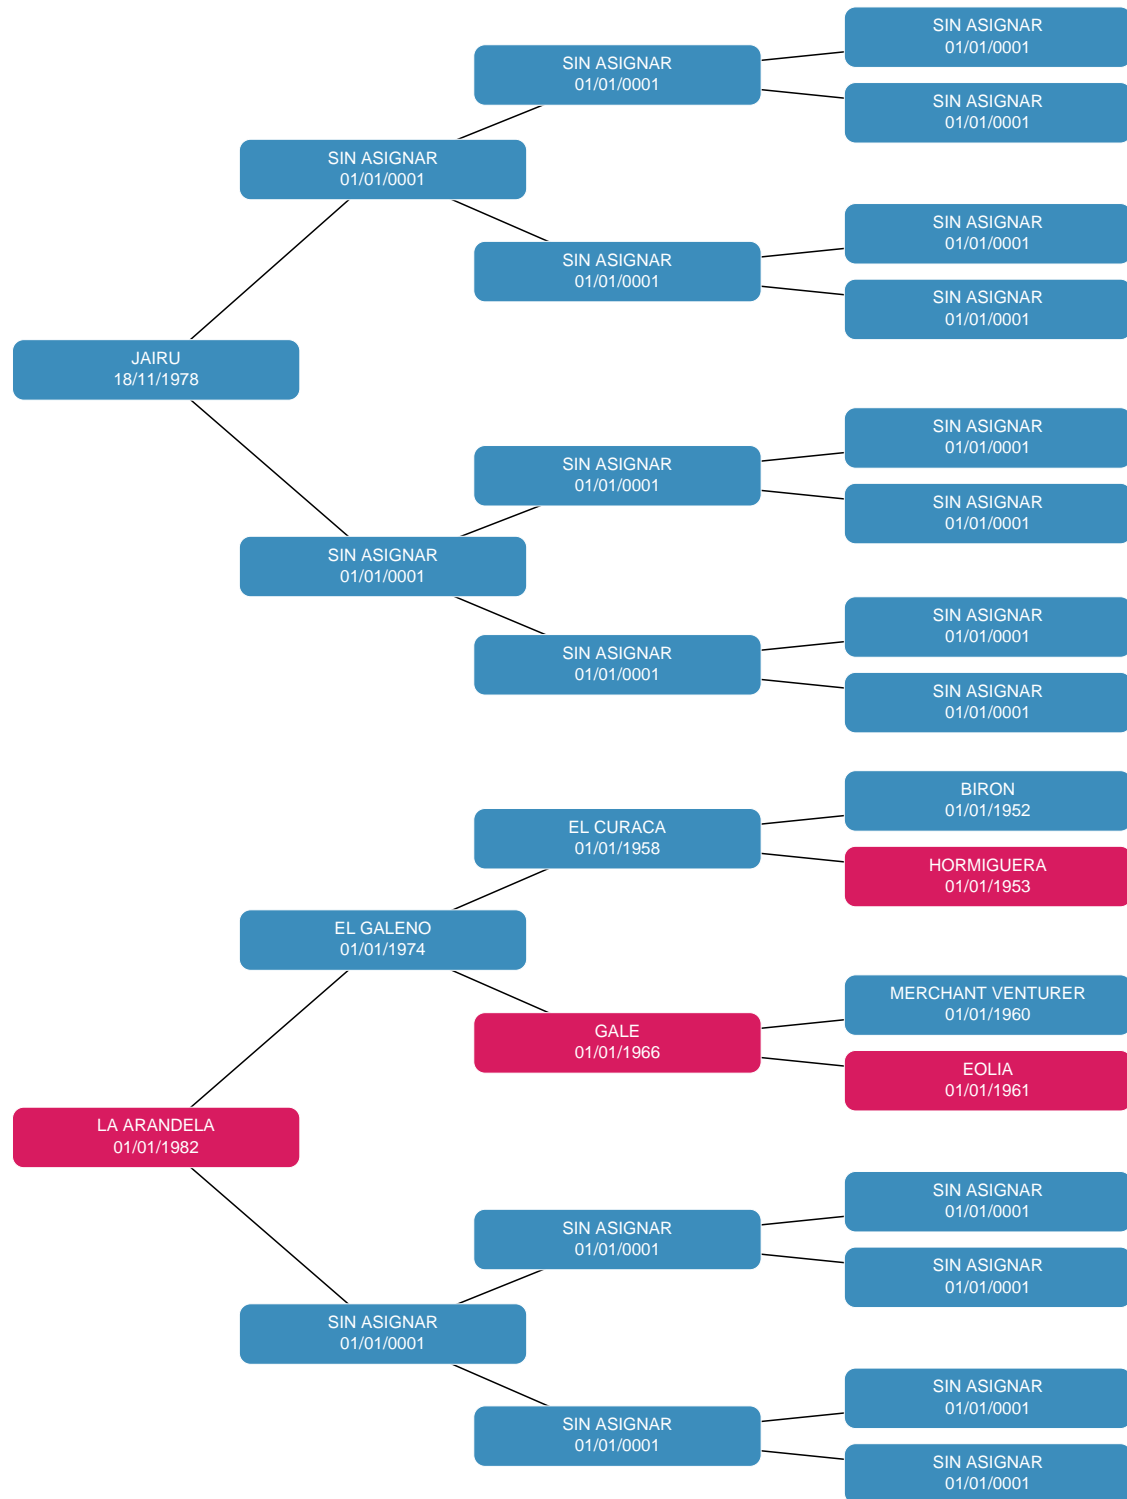 SIN ASIGNAR
01/01/0001
SIN ASIGNAR
01/01/0001
SIN ASIGNAR
01/01/0001
SIN ASIGNAR
01/01/0001
SIN ASIGNAR
01/01/0001
SIN ASIGNAR
01/01/0001
SIN ASIGNAR
01/01/0001
JAIRU
18/11/1978
SIN ASIGNAR
01/01/0001
SIN ASIGNAR
01/01/0001
SIN ASIGNAR
01/01/0001
SIN ASIGNAR
01/01/0001
SIN ASIGNAR
01/01/0001
SIN ASIGNAR
01/01/0001
SIN ASIGNAR
01/01/0001
BIRON
01/01/1952
EL CURACA
01/01/1958
HORMIGUERA
01/01/1953
EL GALENO
01/01/1974
MERCHANT VENTURER
01/01/1960
GALE
01/01/1966
EOLIA
01/01/1961
LA ARANDELA
01/01/1982
SIN ASIGNAR
01/01/0001
SIN ASIGNAR
01/01/0001
SIN ASIGNAR
01/01/0001
SIN ASIGNAR
01/01/0001
SIN ASIGNAR
01/01/0001
SIN ASIGNAR
01/01/0001
SIN ASIGNAR
01/01/0001